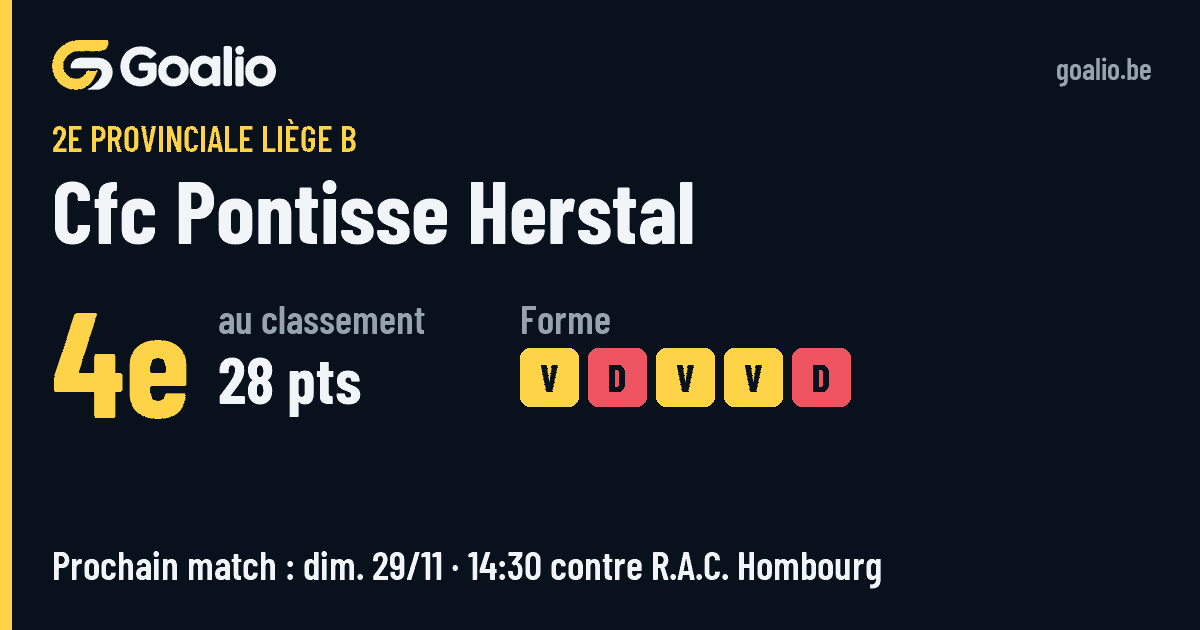 Goalio
goalio.be
2E PROVINCIALE LIÈGE B
Cfc Pontisse Herstal
4e
au classement
28 pts
Forme
V D V V D
Prochain match : dim. 29/11 · 14:30 contre R.A.C. Hombourg